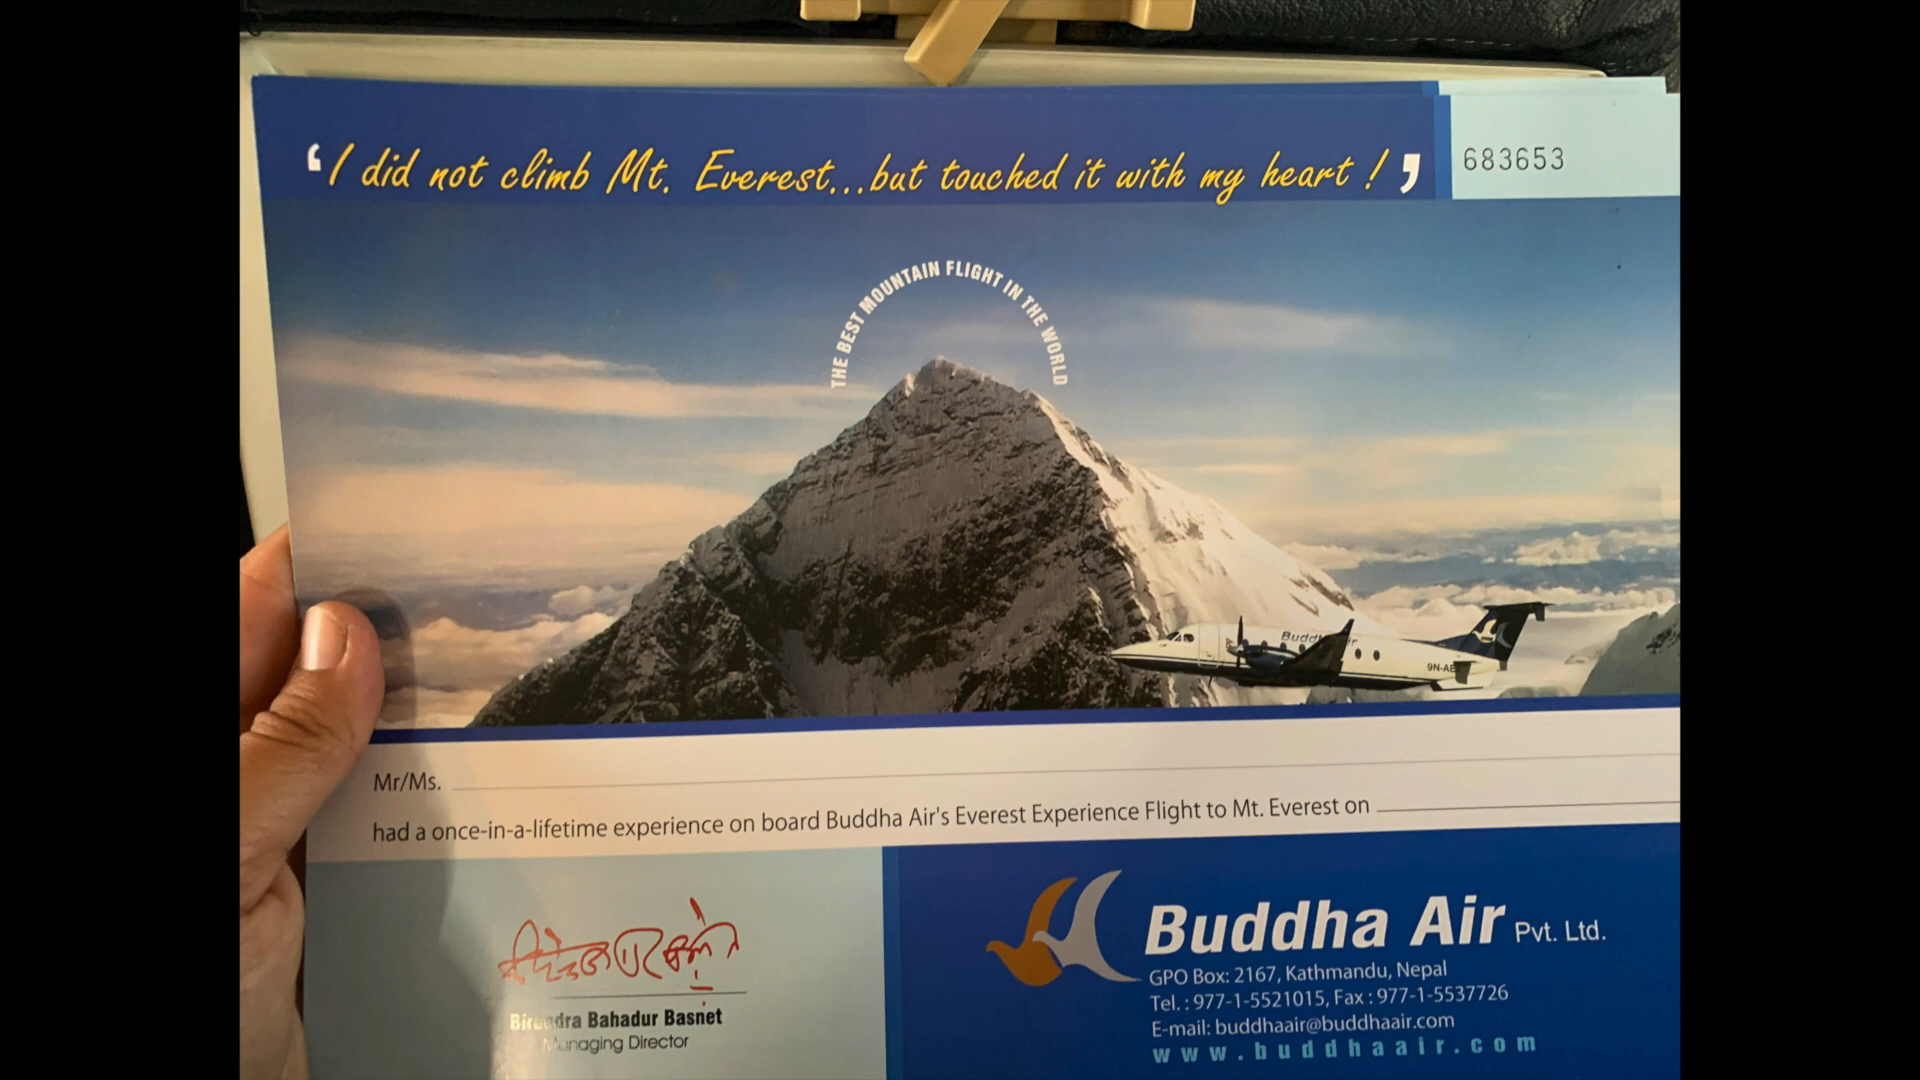 ‘I did not climb Mt. Everest...but touched it with my heart !’
683653
THE BEST MOUNTAIN FLIGHT IN THE WORLD
9N-AE
Mr/Ms.
had a once-in-a-lifetime experience on board Buddha Air's Everest Experience Flight to Mt. Everest on
Bahadur Basnet
Managing Director
Buddha Air Pvt. Ltd.
GPO Box: 2167, Kathmandu, Nepal
Tel. : 977-1-5521015, Fax : 977-1-5537726
E-mail: buddhaair@buddhaair.com
www.buddhaair.com